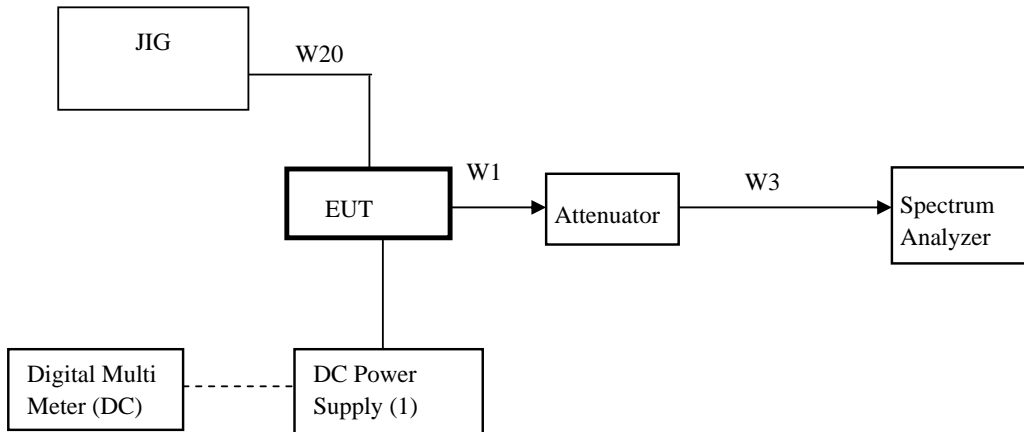 JIG
W20
EUT
W1
Attenuator
W3
Spectrum
Analyzer
Digital Multi
Meter (DC)
DC Power
Supply (1)